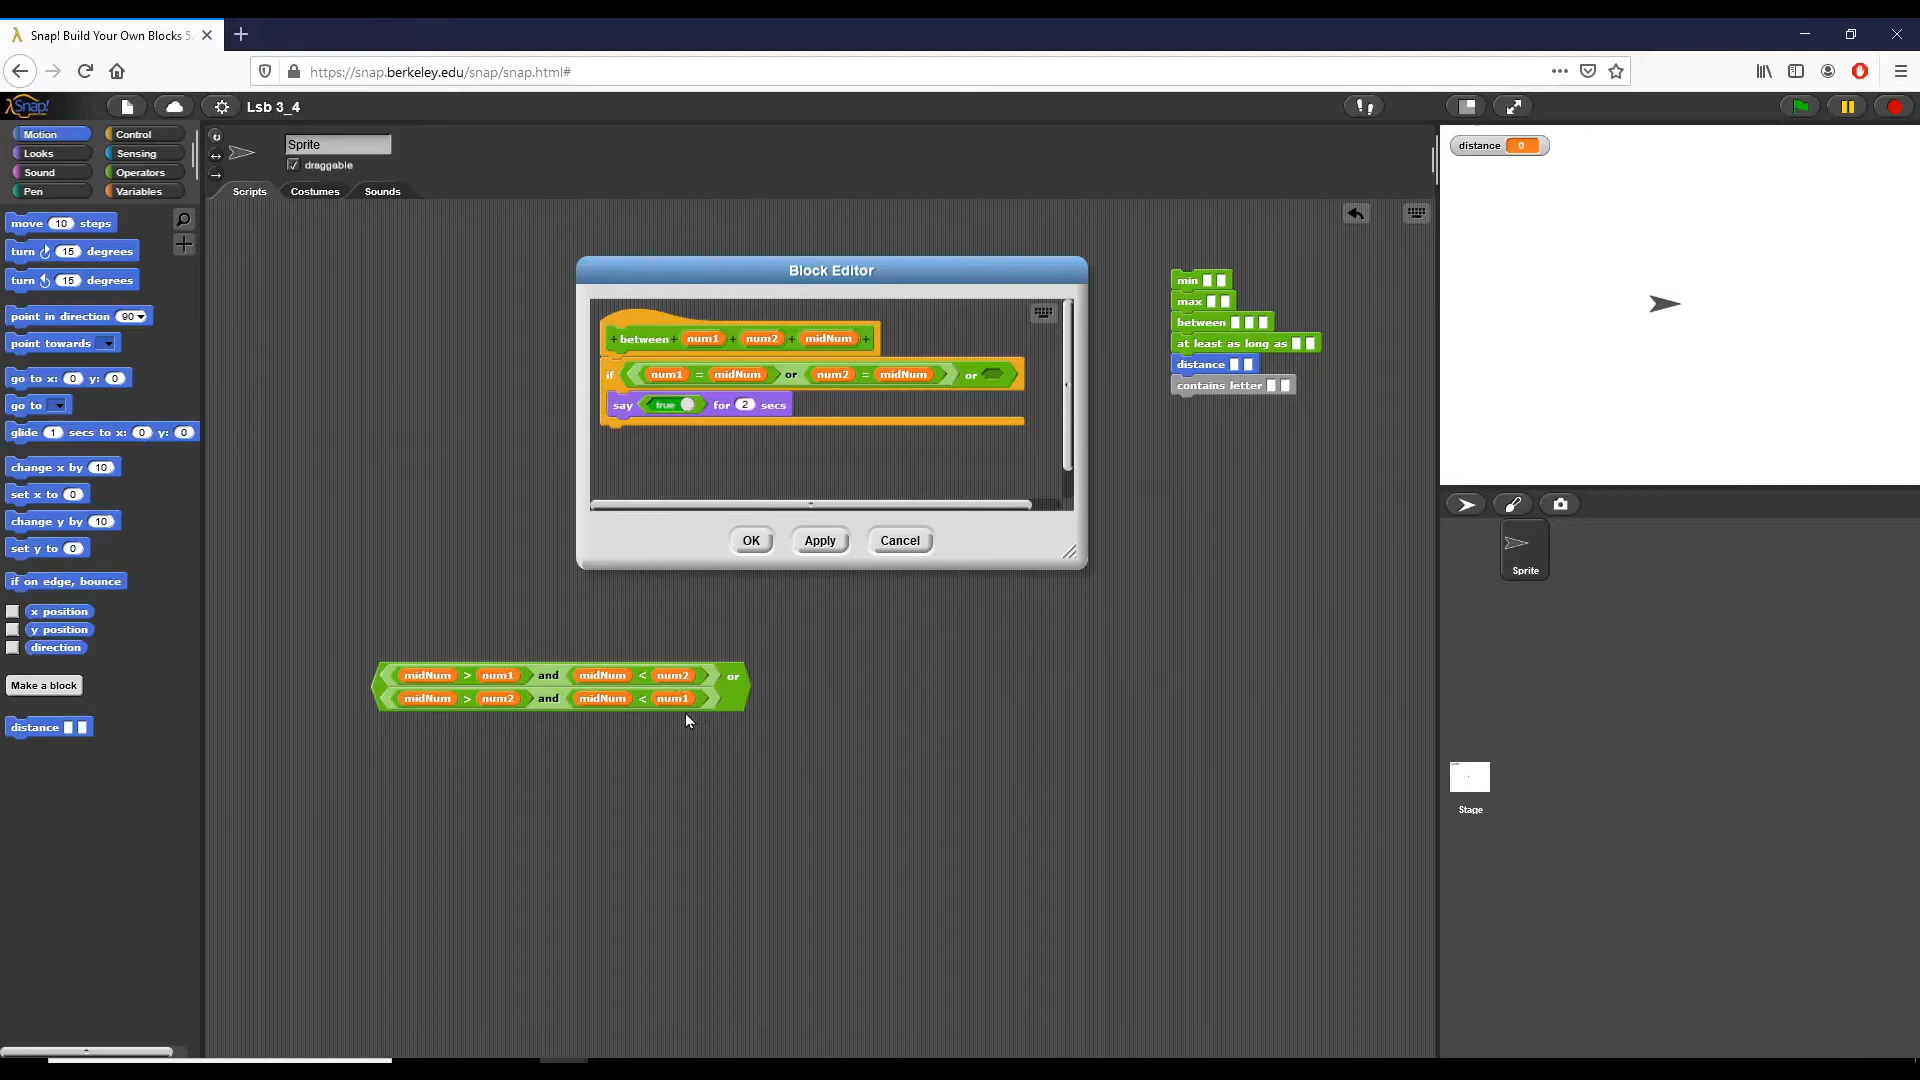 Snap! Build Your Own Blocks 5.
https://snap.berkeley.edu/snap/snap.html#
Snap!
Lsb 3_4
Motion
Control
Looks
Sensing
Sound
Operators
Pen
Variables
move 10 steps
turn 15 degrees
turn 15 degrees
point in direction 90
point towards
go to x: 0 y: 0
go to
glide 1 secs to x: 0 y: 0
change x by 10
set x to 0
change y by 10
set y to 0
if on edge, bounce
x position
y position
direction
Make a block
distance
Sprite
draggable
Scripts
Costumes
Sounds
Block Editor
+ between + num1 + num2 + midNum +
if num1 = midNum or num2 = midNum or
say true for 2 secs
OK
Apply
Cancel
midNum > num1 and midNum < num2 or
midNum > num2 and midNum < num1
min
max
between
at least as long as
distance
contains letter
distance 0
Sprite
Stage